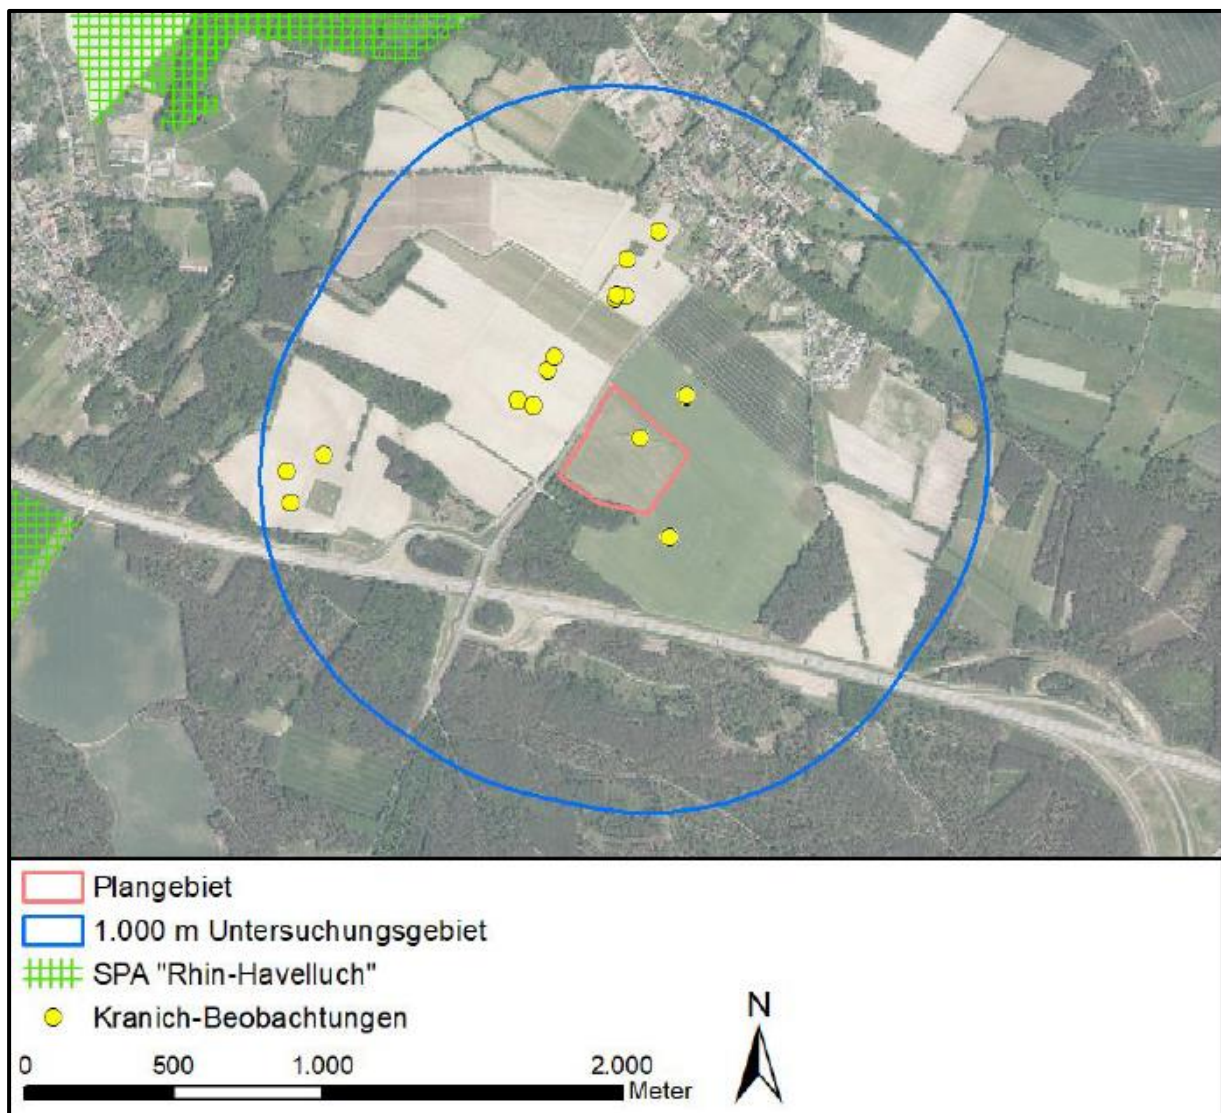 Plangebiet
1.000 m Untersuchungsgebiet
SPA "Rhin-Havelluch"
Kranich-Beobachtungen
N
0 500 1.000 2.000
Meter